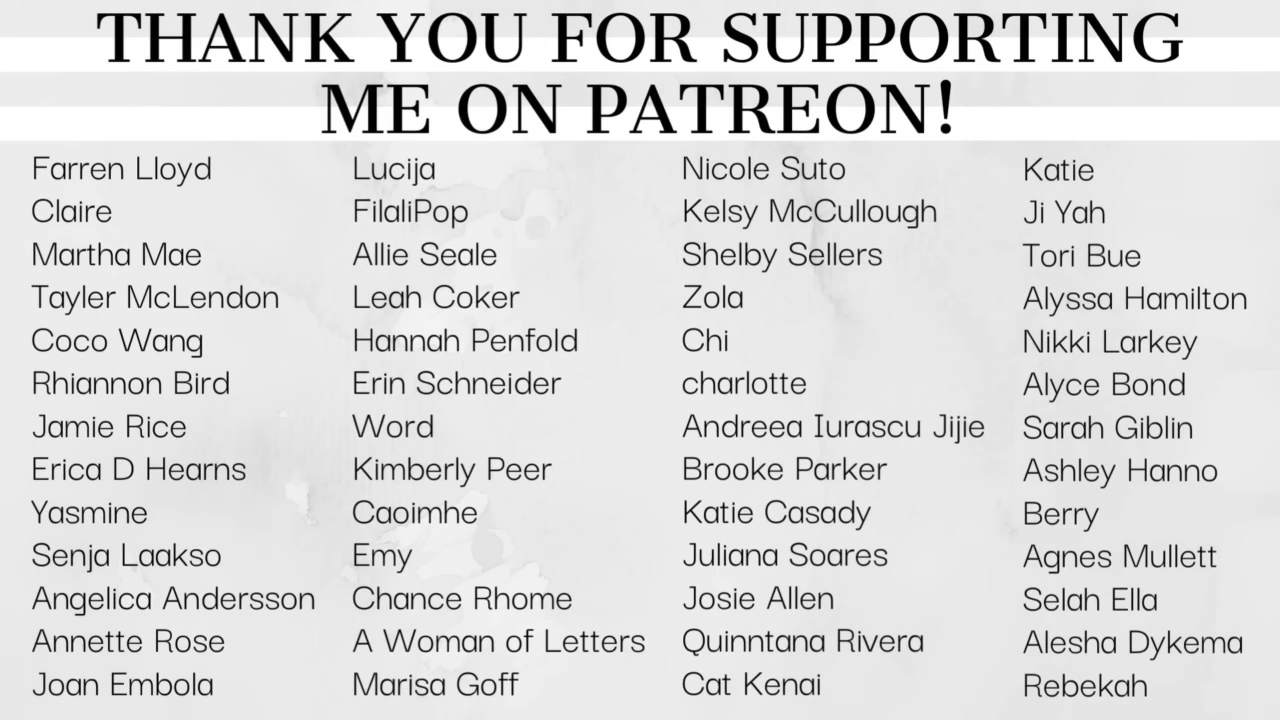 THANK YOU FOR SUPPORTING
ME ON PATREON!
Farren Lloyd
Claire
Martha Mae
Tayler McLendon
Coco Wang
Rhiannon Bird
Jamie Rice
Erica D Hearns
Yasmine
Senja Laakso
Angelica Andersson
Annette Rose
Joan Embola
Lucija
FilaliPop
Allie Seale
Leah Coker
Hannah Penfold
Erin Schneider
Word
Kimberly Peer
Caoimhe
Emy
Chance Rhome
A Woman of Letters
Marisa Goff
Nicole Suto
Kelsy McCullough
Shelby Sellers
Zola
Chi
charlotte
Andreea Iurascu Jijie
Brooke Parker
Katie Casady
Juliana Soares
Josie Allen
Quinntana Rivera
Cat Kenai
Katie
Ji Yah
Tori Bue
Alyssa Hamilton
Nikki Larkey
Alyce Bond
Sarah Giblin
Ashley Hanno
Berry
Agnes Mullett
Selah Ella
Alesha Dykema
Rebekah